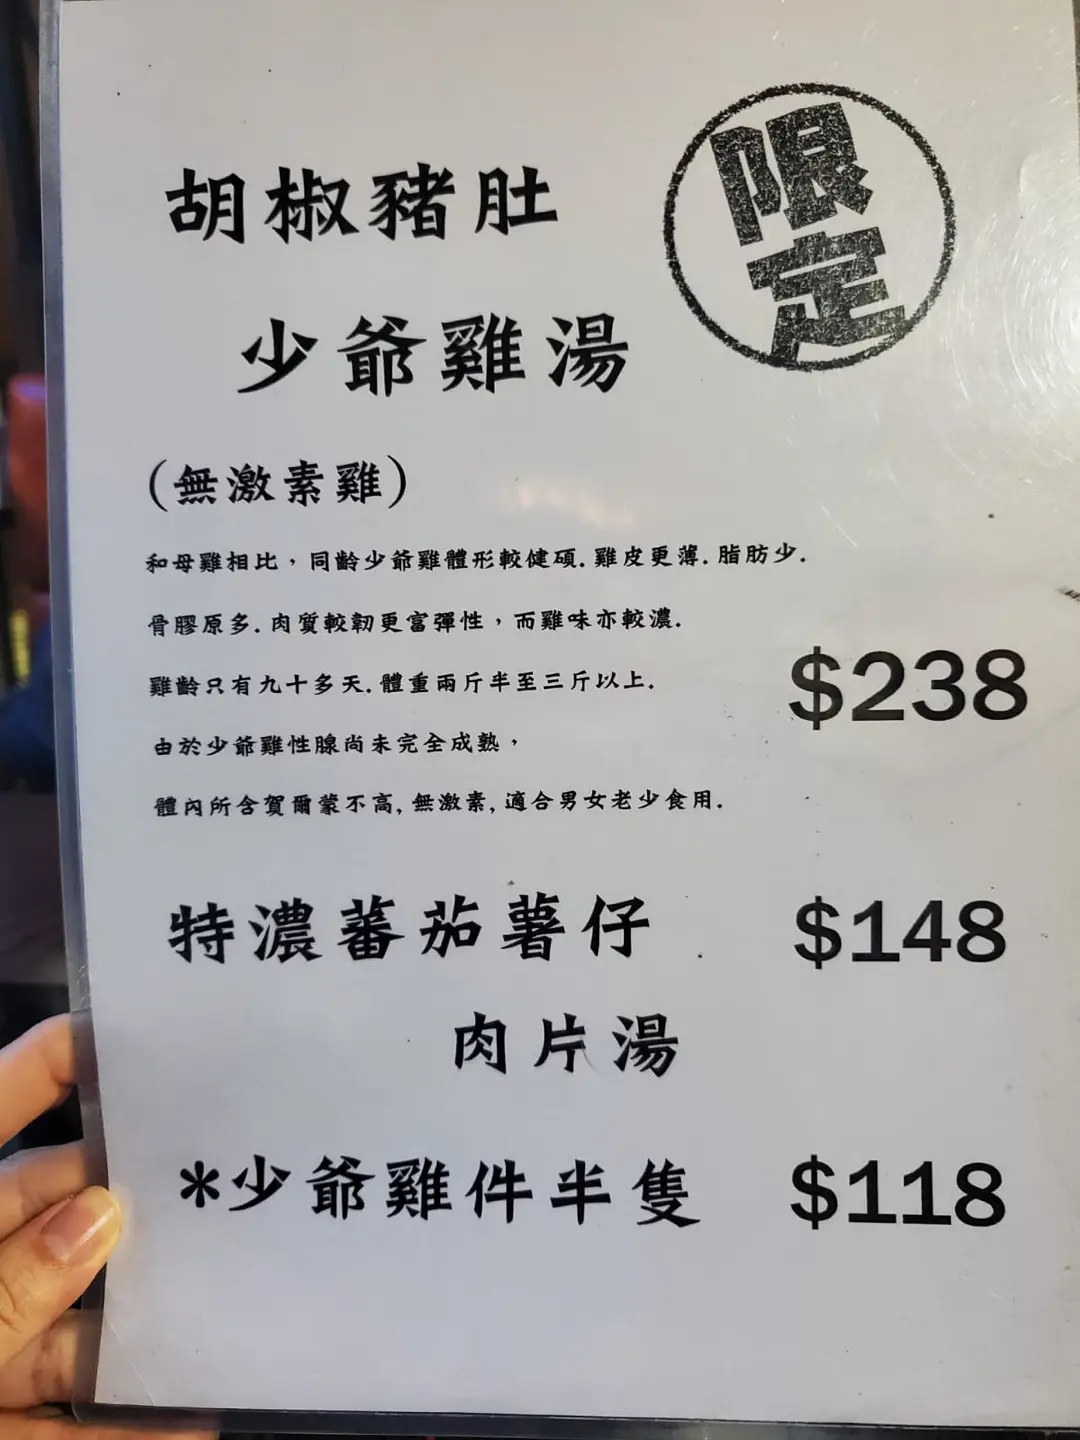 限定
胡椒豬肚
少爺雞湯
(無激素雞)
和母雞相比，同齡少爺雞體形較健碩.雞皮更薄.脂肪少.
骨膠原多.肉質較韌更富彈性，而雞味亦較濃.
雞齡只有九十多天.體重兩斤半至三斤以上.
$238
由於少爺雞性腺尚未完全成熟，
體內所含賀爾蒙不高,無激素,適合男女老少食用.
特濃蕃茄薯仔 $148
肉片湯
*少爺雞件半隻 $118